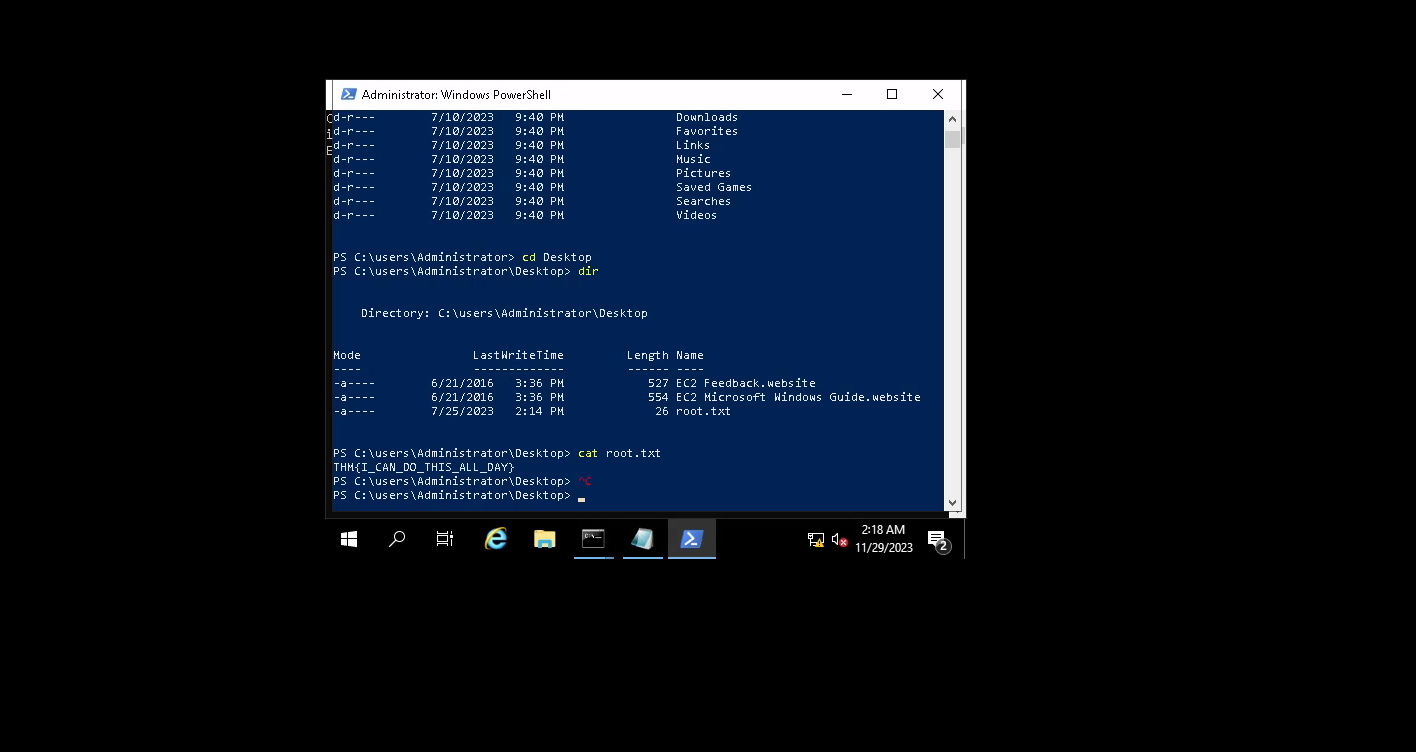 Administrator: Windows PowerShell
d-r--- 7/10/2023 9:40 PM Downloads
d-r--- 7/10/2023 9:40 PM Favorites
d-r--- 7/10/2023 9:40 PM Links
d-r--- 7/10/2023 9:40 PM Music
d-r--- 7/10/2023 9:40 PM Pictures
d-r--- 7/10/2023 9:40 PM Saved Games
d-r--- 7/10/2023 9:40 PM Searches
d-r--- 7/10/2023 9:40 PM Videos
PS C:\users\Administrator> cd Desktop
PS C:\users\Administrator\Desktop> dir
Directory: C:\users\Administrator\Desktop
Mode LastWriteTime Length Name
---- ------------- ------ ----
-a---- 6/21/2016 3:36 PM 527 EC2 Feedback.website
-a---- 6/21/2016 3:36 PM 554 EC2 Microsoft Windows Guide.website
-a---- 7/25/2023 2:14 PM 26 root.txt
PS C:\users\Administrator\Desktop> cat root.txt
THM{I_CAN_DO_THIS_ALL_DAY}
PS C:\users\Administrator\Desktop> ^C
PS C:\users\Administrator\Desktop>
2:18 AM
11/29/2023
2